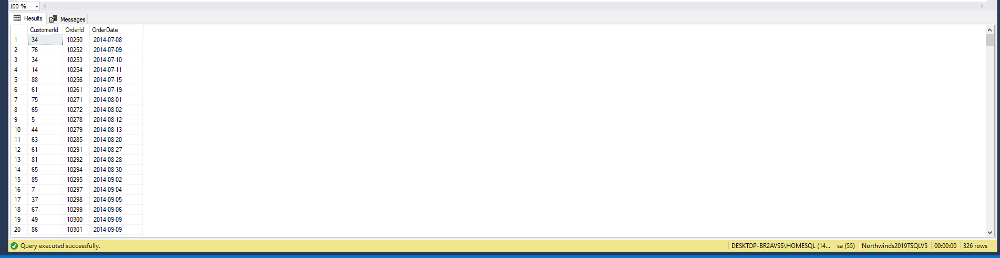 100 %
Results Messages
CustomerId OrderId OrderDate
1 34 10250 2014-07-08
2 76 10252 2014-07-09
3 34 10253 2014-07-10
4 14 10254 2014-07-11
5 88 10256 2014-07-15
6 61 10261 2014-07-19
7 75 10271 2014-08-01
8 65 10272 2014-08-02
9 5 10278 2014-08-12
10 44 10279 2014-08-13
11 63 10285 2014-08-20
12 61 10291 2014-08-27
13 81 10292 2014-08-28
14 65 10294 2014-08-30
15 85 10295 2014-09-02
16 7 10297 2014-09-04
17 37 10298 2014-09-05
18 67 10299 2014-09-06
19 49 10300 2014-09-09
20 86 10301 2014-09-09
Query executed successfully. DESKTOP-BR2AVSS\HOMESQL (14... sa (55) Northwinds2019TSQLV5 00:00:00 326 rows